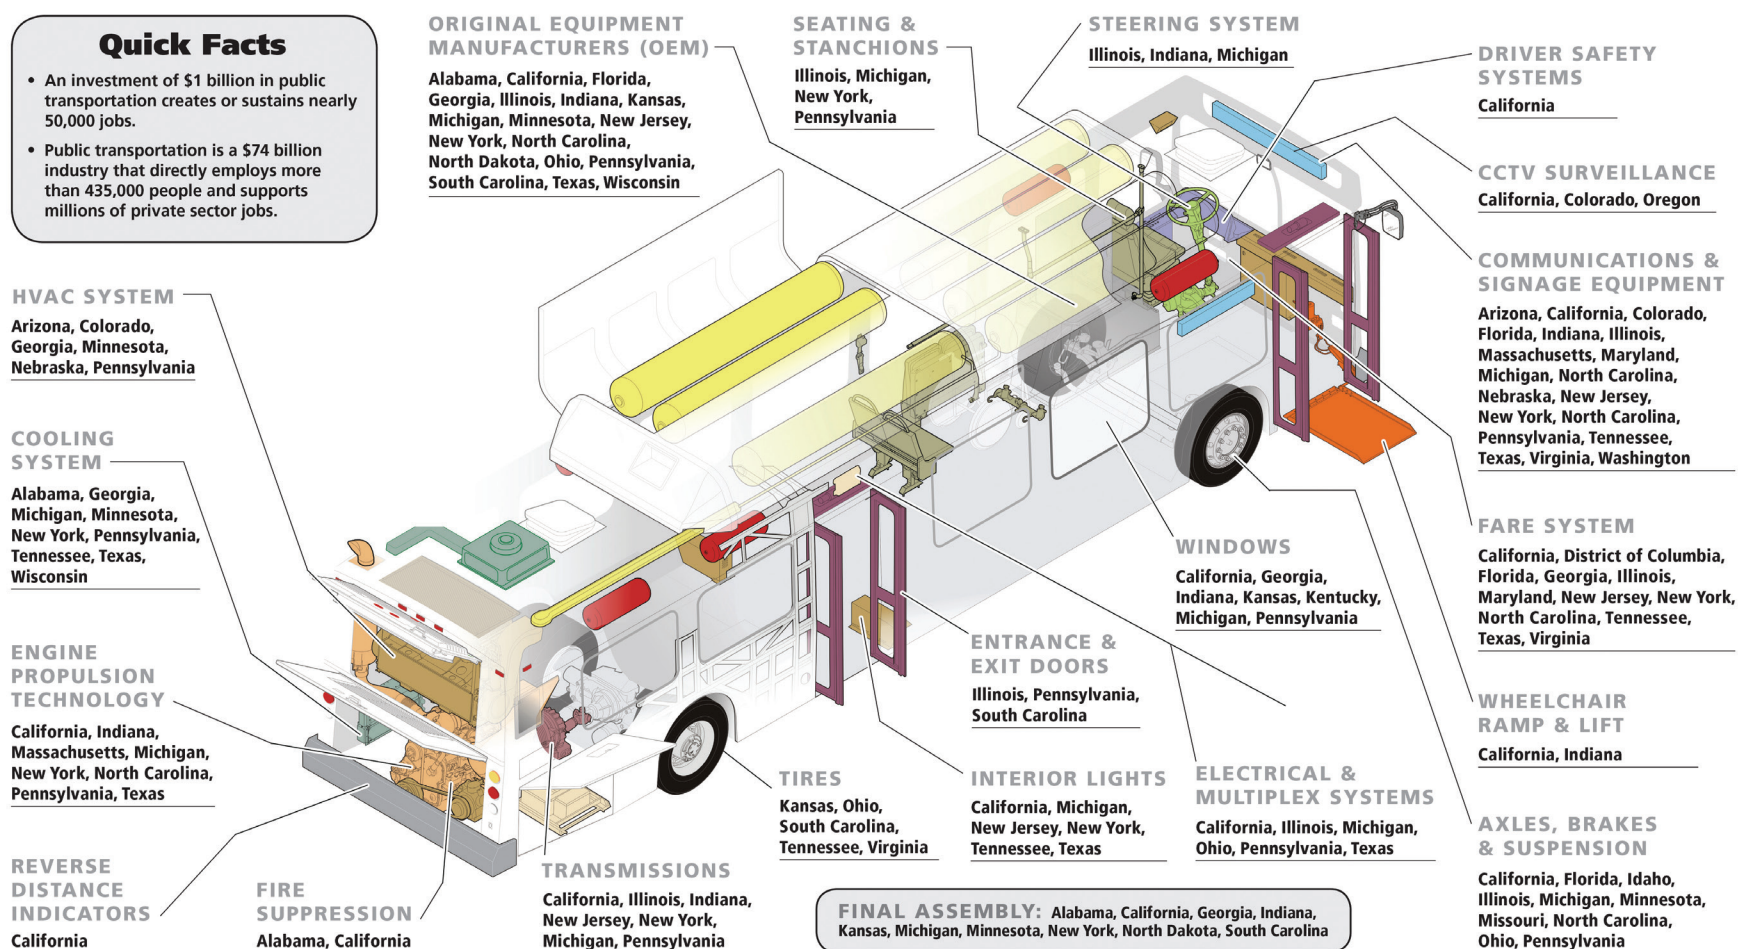 Quick Facts
• An investment of $1 billion in public
transportation creates or sustains nearly
50,000 jobs.
• Public transportation is a $74 billion
industry that directly employs more
than 435,000 people and supports
millions of private sector jobs.
ORIGINAL EQUIPMENT
MANUFACTURERS (OEM)
Alabama, California, Florida,
Georgia, Illinois, Indiana, Kansas,
Michigan, Minnesota, New Jersey,
New York, North Carolina,
North Dakota, Ohio, Pennsylvania,
South Carolina, Texas, Wisconsin
SEATING &
STANCHIONS
Illinois, Michigan,
New York,
Pennsylvania
STEERING SYSTEM
Illinois, Indiana, Michigan
DRIVER SAFETY
SYSTEMS
California
CCTV SURVEILLANCE
California, Colorado, Oregon
COMMUNICATIONS &
SIGNAGE EQUIPMENT
Arizona, California, Colorado,
Florida, Indiana, Illinois,
Massachusetts, Maryland,
Michigan, North Carolina,
Nebraska, New Jersey,
New York, North Carolina,
Pennsylvania, Tennessee,
Texas, Virginia, Washington
HVAC SYSTEM
Arizona, Colorado,
Georgia, Minnesota,
Nebraska, Pennsylvania
COOLING
SYSTEM
Alabama, Georgia,
Michigan, Minnesota,
New York, Pennsylvania,
Tennessee, Texas,
Wisconsin
ENGINE
PROPULSION
TECHNOLOGY
California, Indiana,
Massachusetts, Michigan,
New York, North Carolina,
Pennsylvania, Texas
REVERSE
DISTANCE
INDICATORS
California
FIRE
SUPPRESSION
Alabama, California
TRANSMISSIONS
California, Illinois, Indiana,
New Jersey, New York,
Michigan, Pennsylvania
TIRES
Kansas, Ohio,
South Carolina,
Tennessee, Virginia
ENTRANCE &
EXIT DOORS
Illinois, Pennsylvania,
South Carolina
INTERIOR LIGHTS
California, Michigan,
New Jersey, New York,
Tennessee, Texas
WINDOWS
California, Georgia,
Indiana, Kansas, Kentucky,
Michigan, Pennsylvania
ELECTRICAL &
MULTIPLEX SYSTEMS
California, Illinois, Michigan,
Ohio, Pennsylvania, Texas
FARE SYSTEM
California, District of Columbia,
Florida, Georgia, Illinois,
Maryland, New Jersey, New York,
North Carolina, Tennessee,
Texas, Virginia
WHEELCHAIR
RAMP & LIFT
California, Indiana
AXLES, BRAKES
& SUSPENSION
California, Florida, Idaho,
Illinois, Michigan, Minnesota,
Missouri, North Carolina,
Ohio, Pennsylvania
FINAL ASSEMBLY: Alabama, California, Georgia, Indiana,
Kansas, Michigan, Minnesota, New York, North Dakota, South Carolina